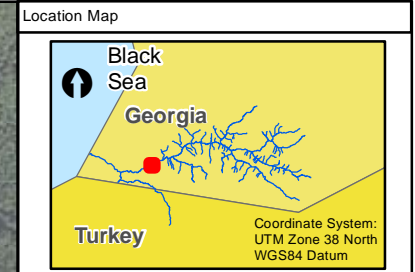 Location Map
Black
Sea
Georgia
Turkey
Coordinate System:
UTM Zone 38 North
WGS84 Datum